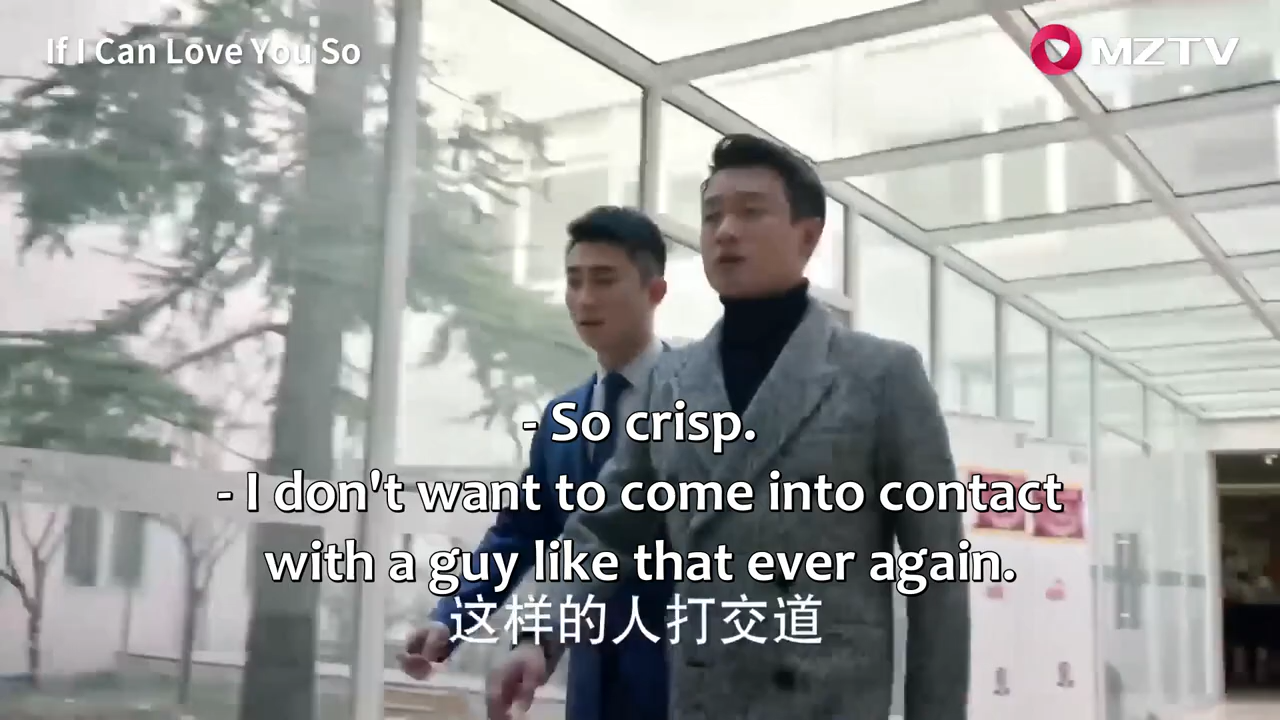 If I Can Love You So
MZTV
- So crisp.
- I don't want to come into contact
with a guy like that ever again.
这样的人打交道